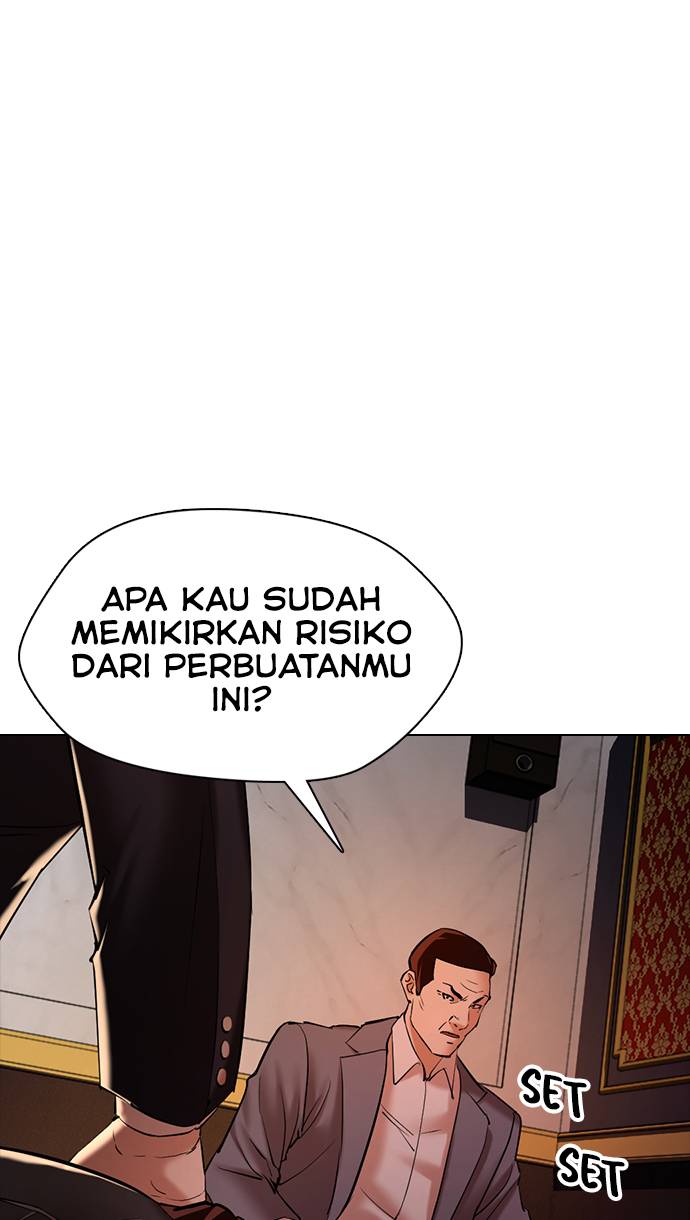 APA KAU SUDAH
MEMIKIRKAN RISIKO
DARI PERBUATANMU
INI?
SET
SET